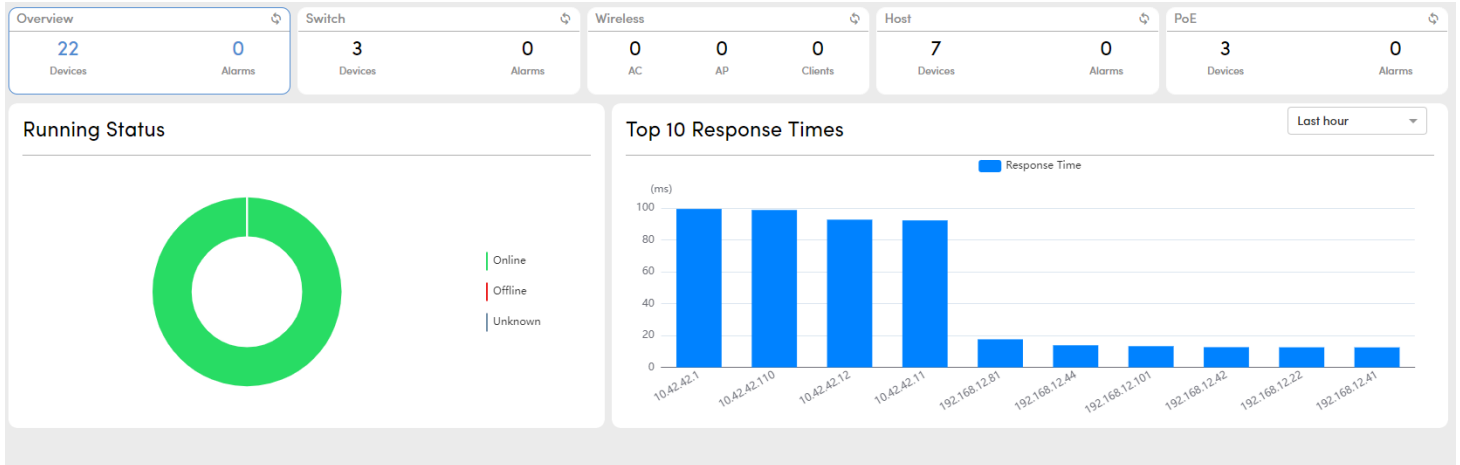 Overview
22 0
Devices Alarms
Switch
3 0
Devices Alarms
Wireless
0 0 0
AC AP Clients
Host
7 0
Devices Alarms
PoE
3 0
Devices Alarms
Running Status
Online
Offline
Unknown
Top 10 Response Times
Last hour
Response Time
(ms)
100
80
60
40
20
0
10.42.42.1
10.42.42.110
10.42.42.12
10.42.42.11
192.168.12.81
192.168.12.44
192.168.12.101
192.168.12.42
192.168.12.22
192.168.12.41